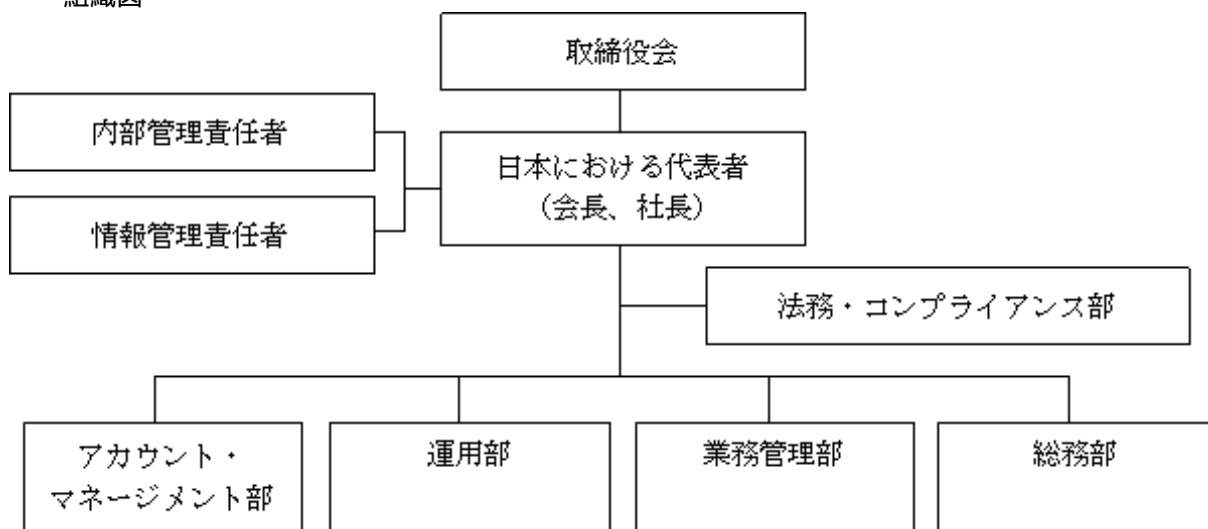 組織図
取締役会
内部管理責任者
日本における代表者
(会長、社長)
情報管理責任者
法務・コンプライアンス部
アカウント・
マネージメント部
運用部
業務管理部
総務部